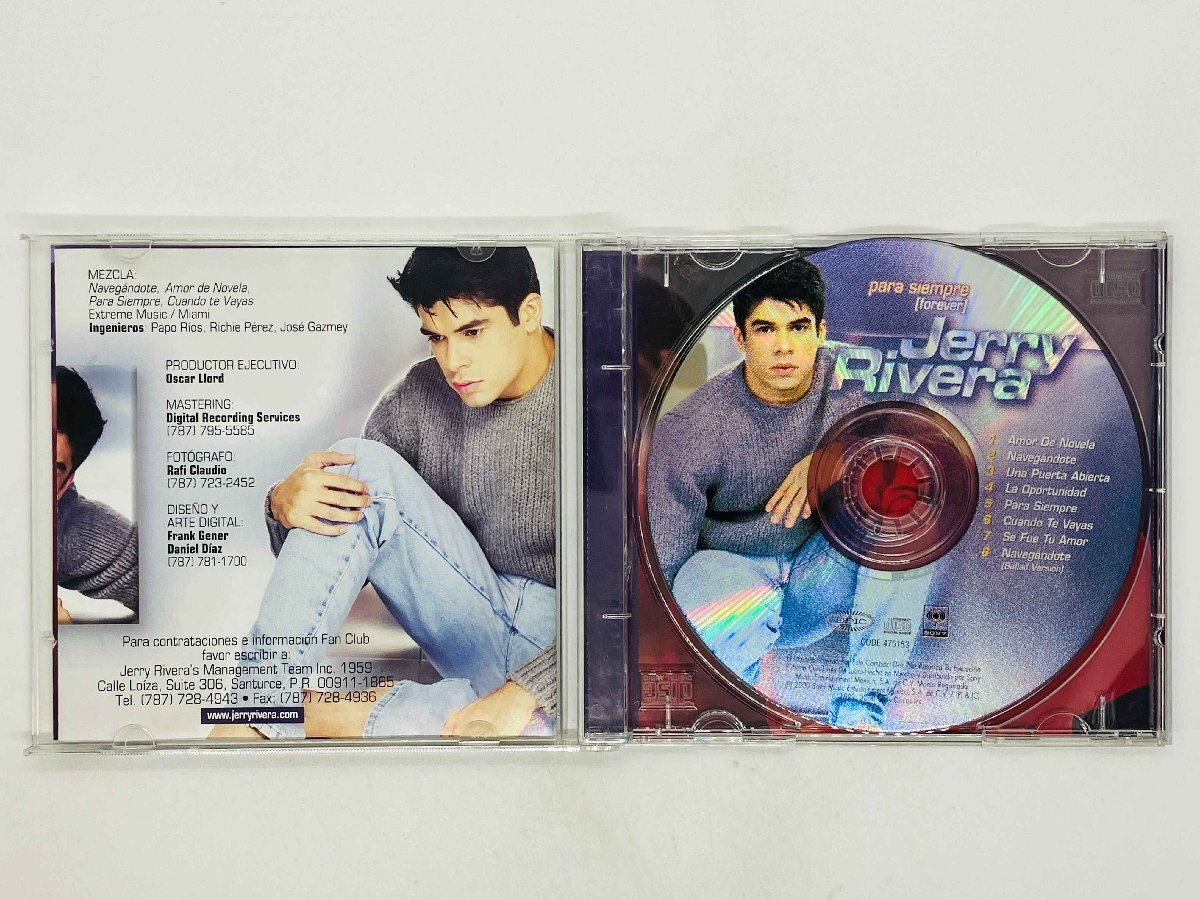 MEZCLA:
Navegándote, Amor de Novela,
Para Siempre, Cuando te Vayas
Extreme Music / Miami
Ingenieros: Papo Ríos, Richie Pérez, José Gazmey
PRODUCTOR EJECUTIVO:
Oscar Llord
MASTERING:
Digital Recording Services
(787) 795-5585
FOTÓGRAFO:
Rafi Claudio
(787) 723-2452
DISEÑO Y
ARTE DIGITAL:
Frank Gener
Daniel Díaz
(787) 781-1700
Para contrataciones e información Fan Club
favor escribir a:
Jerry Rivera's Management Team Inc. 1959
Calle Loíza, Suite 306, Santurce, P.R. 00911-1865
Tel. (787) 728-4943 • Fax: (787) 728-4936
www.jerryrivera.com
para siempre
[forever]
Jerry
Rivera
1 Amor De Novela
2 Navegándote
3 Una Puerta Abierta
4 La Oportunidad
5 Para Siempre
6 Cuando Te Vayas
7 Se Fue Tu Amor
8 Navegándote
(Ballad Version)
EPIC
SONY
CODE 475153